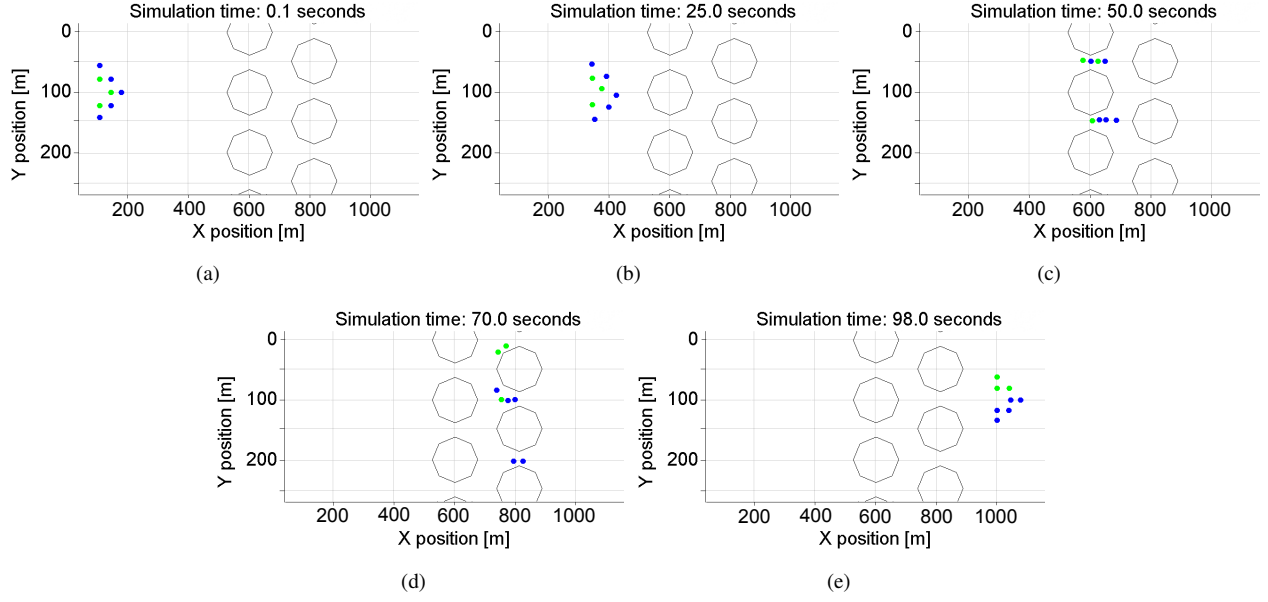 Simulation time: 0.1 seconds
0
100
200
Y position [m]
200 400 600 800 1000
X position [m]
(a)
Simulation time: 25.0 seconds
0
100
200
Y position [m]
200 400 600 800 1000
X position [m]
(b)
Simulation time: 50.0 seconds
0
100
200
Y position [m]
200 400 600 800 1000
X position [m]
(c)
Simulation time: 70.0 seconds
0
100
200
Y position [m]
200 400 600 800 1000
X position [m]
(d)
Simulation time: 98.0 seconds
0
100
200
Y position [m]
200 400 600 800 1000
X position [m]
(e)